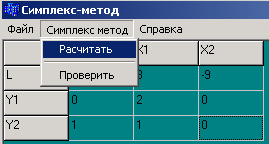 Симплекс-метод
Файл Симплекс метод Справка
Расчитать
Проверить
X1 X2
L -9
Y1 0 2 0
Y2 1 1 0